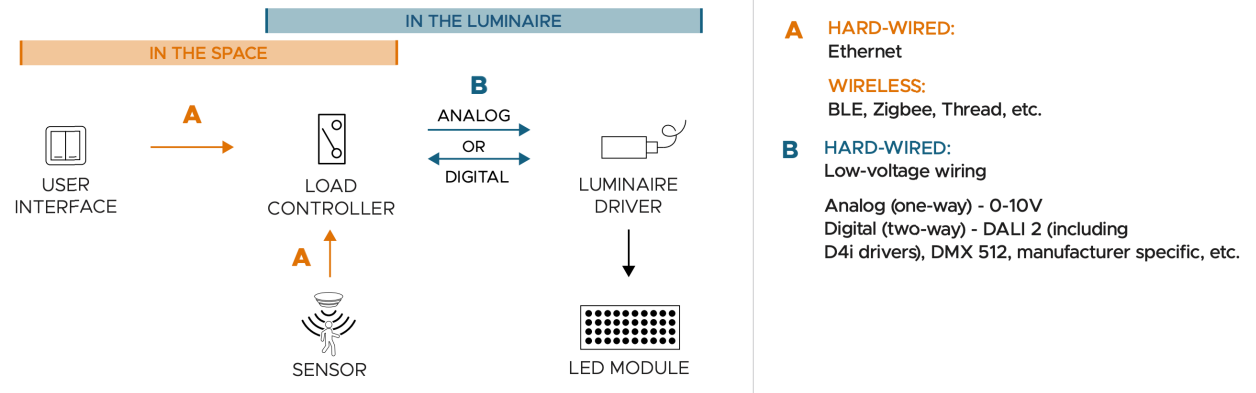 IN THE LUMINAIRE
IN THE SPACE
A
B
ANALOG
OR
DIGITAL
USER
INTERFACE
LOAD
CONTROLLER
LUMINAIRE
DRIVER
A
SENSOR
LED MODULE
A
HARD-WIRED:
Ethernet
WIRELESS:
BLE, Zigbee, Thread, etc.
B
HARD-WIRED:
Low-voltage wiring
Analog (one-way) - 0-10V
Digital (two-way) - DALI 2 (including
D4i drivers), DMX 512, manufacturer specific, etc.